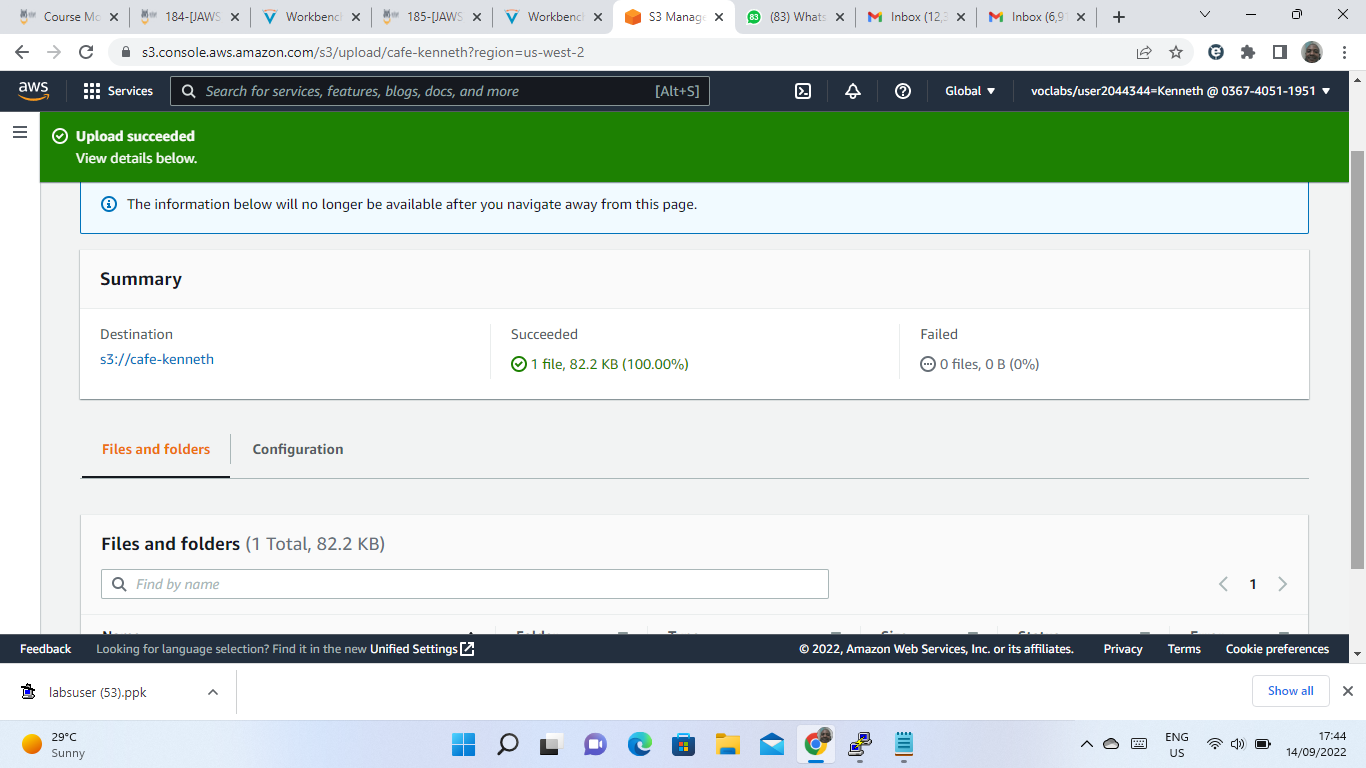 Course Mo
184-[JAWS
Workbench
185-[JAWS
Workbench
S3 Manage
(83) Whats
Inbox (12,3
Inbox (6,91
s3.console.aws.amazon.com/s3/upload/cafe-kenneth?region=us-west-2
aws
Services
Search for services, features, blogs, docs, and more
[Alt+S]
Global
voclabs/user2044344=Kenneth @ 0367-4051-1951
Upload succeeded
View details below.
The information below will no longer be available after you navigate away from this page.
Summary
Destination
Succeeded
Failed
s3://cafe-kenneth
1 file, 82.2 KB (100.00%)
0 files, 0 B (0%)
Files and folders
Configuration
Files and folders (1 Total, 82.2 KB)
Find by name
1
Feedback
Looking for language selection? Find it in the new Unified Settings
© 2022, Amazon Web Services, Inc. or its affiliates.
Privacy
Terms
Cookie preferences
labsuser (53).ppk
Show all
29°C
Sunny
ENG
US
17:44
14/09/2022